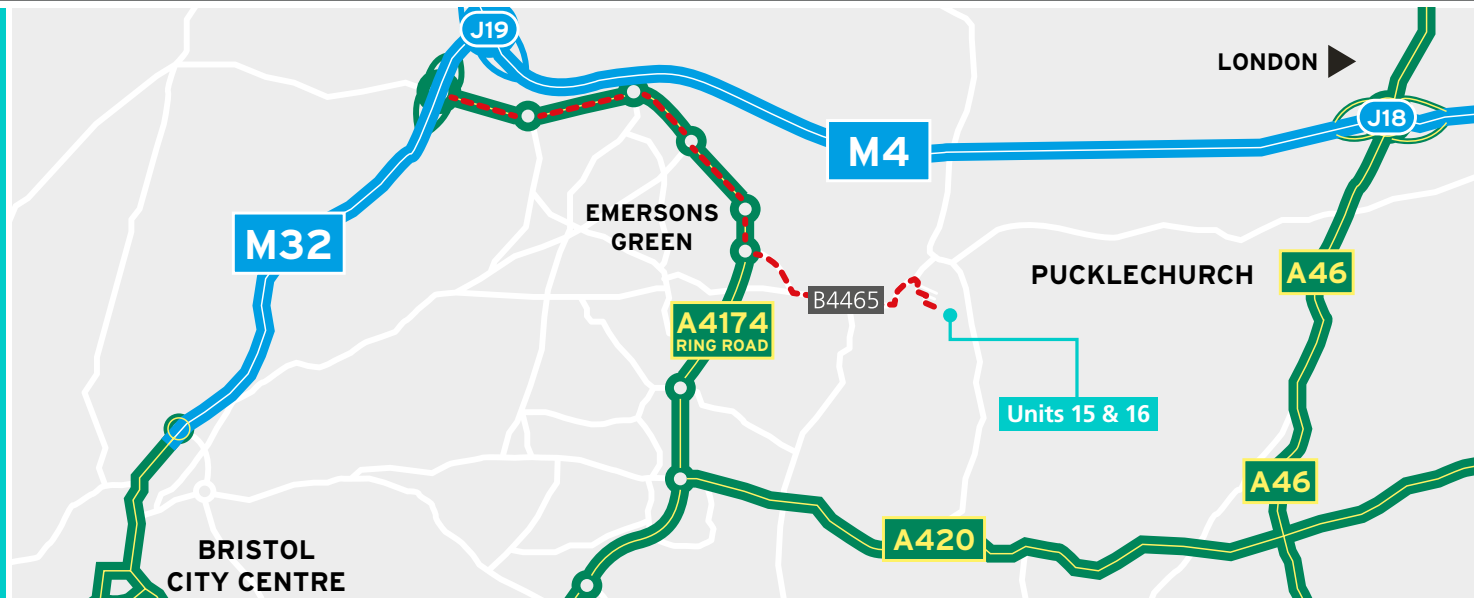 J19
LONDON
J18
M4
EMERSONS
GREEN
M32
PUCKLECHURCH
A46
B4465
A4174
RING ROAD
Units 15 & 16
A46
A420
BRISTOL
CITY CENTRE